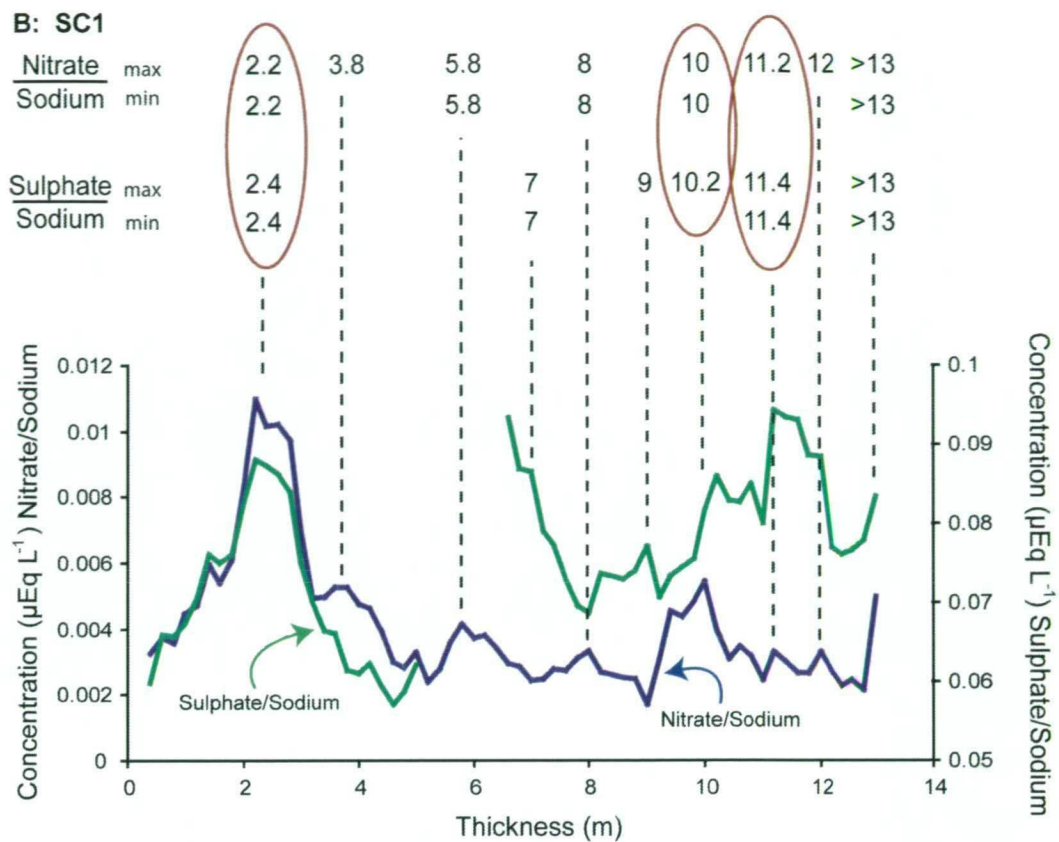 B: SC1
Nitrate max 2.2 3.8 5.8 8 10 11.2 12 >13
Sodium min 2.2 5.8 8 10 >13
Sulphate max 2.4 7 9 10.2 11.4 >13
Sodium min 2.4 7 11.4 >13
Concentration (µEq L⁻¹) Nitrate/Sodium
0.012
0.01
0.008
0.006
0.004
0.002
0
Concentration (µEq L⁻¹) Sulphate/Sodium
0.1
0.09
0.08
0.07
0.06
0.05
Sulphate/Sodium
Nitrate/Sodium
0 2 4 6 8 10 12 14
Thickness (m)